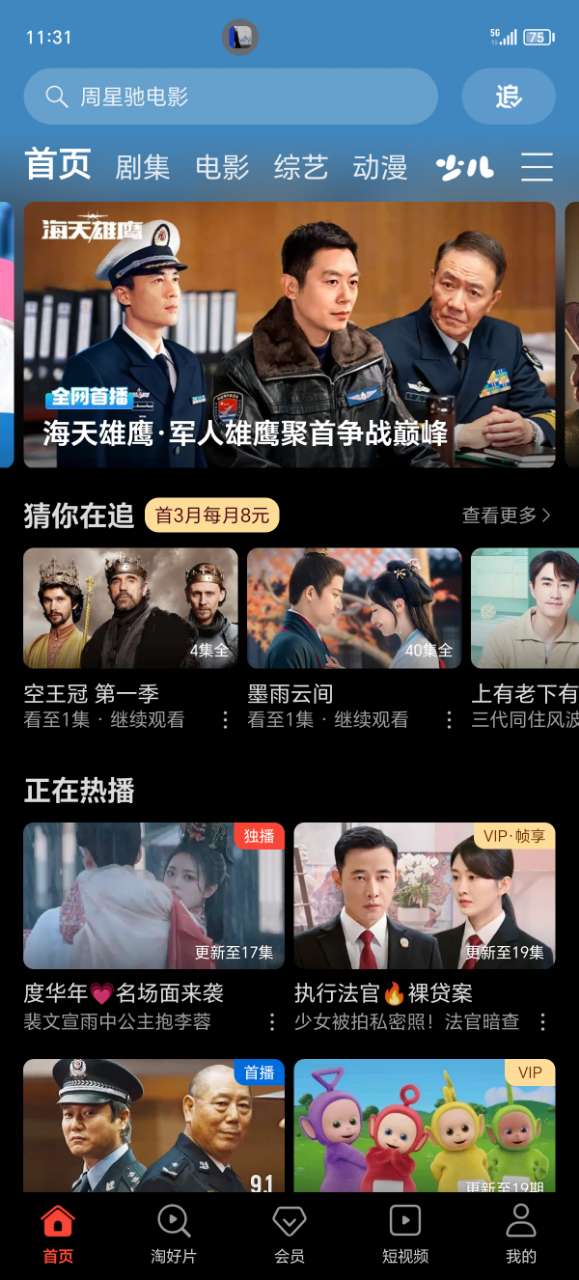 11:31
5G
75
周星驰电影
追
首页 剧集 电影 综艺 动漫 少儿
海天雄鹰
全网首播
海天雄鹰·军人雄鹰聚首争战巅峰
猜你在追 首3月每月8元 查看更多
4集全 40集全
空王冠 第一季 墨雨云间 上有老下有
看至1集 · 继续观看 看至1集 · 继续观看 三代同住风波
正在热播
独播 VIP·帧享
更新至17集 更新至19集
度华年💗名场面来袭 执行法官🔥裸贷案
裴文宣雨中公主抱李蓉 少女被拍私密照！法官暗查
首播 VIP
9.1 更新至19期
首页 淘好片 会员 短视频 我的